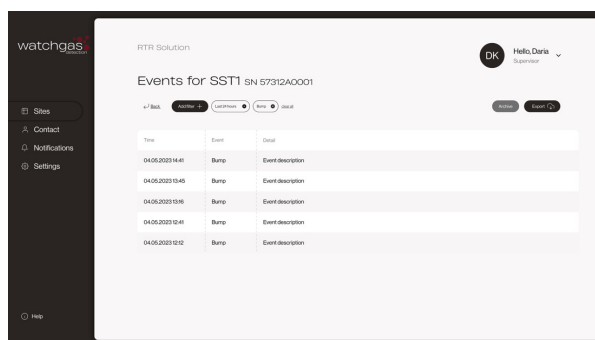 watchgas
detection
Sites
Contact
Notifications
Settings
Help
RTR Solution
DK
Hello, Daria
Supervisor
Events for SST1 SN 57312A0001
Back
Add filter +
Last 24 hours
Bump
clear all
Archive
Export
Time Event Detail
04.05.2023 14:41 Bump Event description
04.05.2023 13:45 Bump Event description
04.05.2023 13:16 Bump Event description
04.05.2023 12:41 Bump Event description
04.05.2023 12:12 Bump Event description